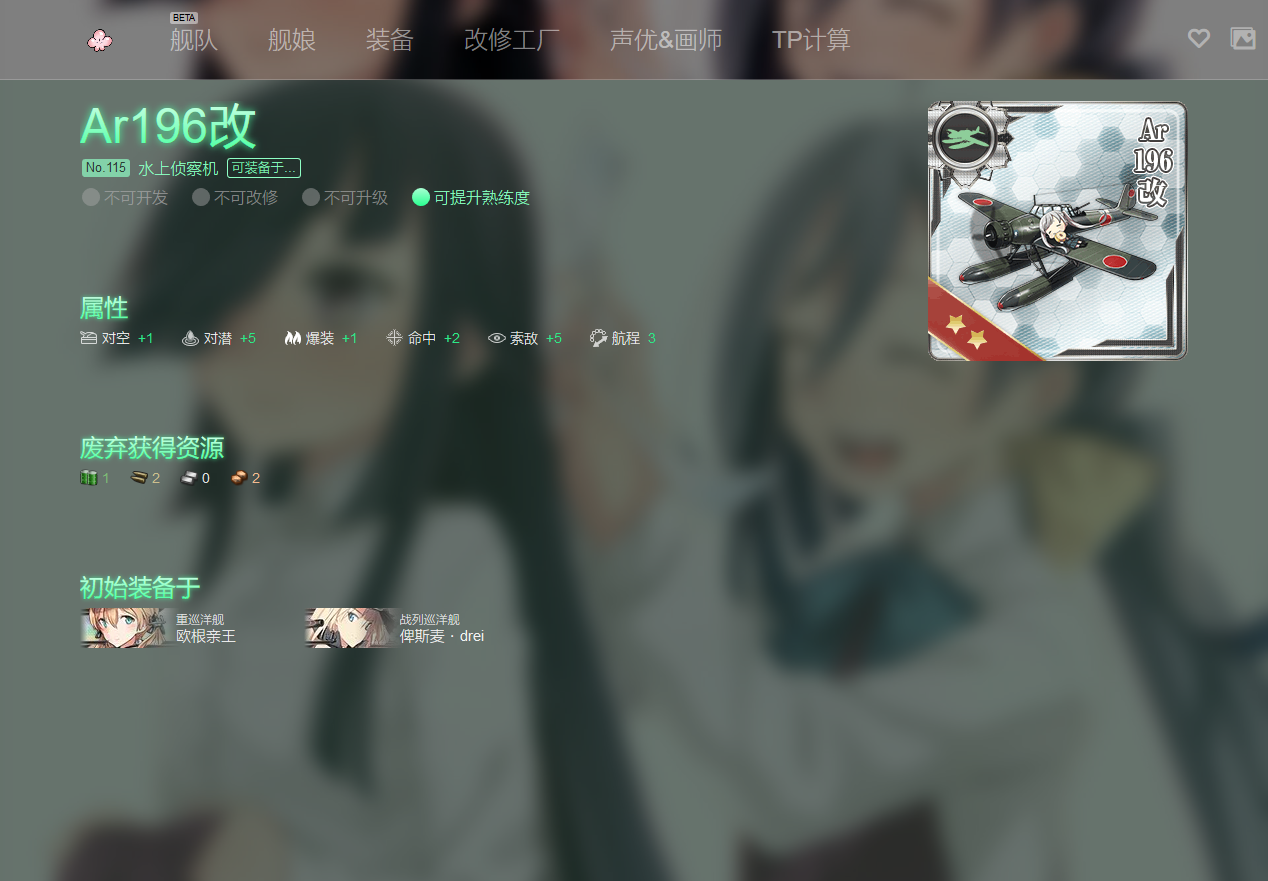 BETA
舰队 舰娘 装备 改修工厂 声优&画师 TP计算
Ar196改
No.115 水上侦察机 可装备于...
不可开发 不可改修 不可升级 可提升熟练度
Ar
196
改
属性
对空 +1 对潜 +5 爆装 +1 命中 +2 索敌 +5 航程 3
废弃获得资源
1 2 0 2
初始装备于
重巡洋舰 战列巡洋舰
欧根亲王 俾斯麦·drei